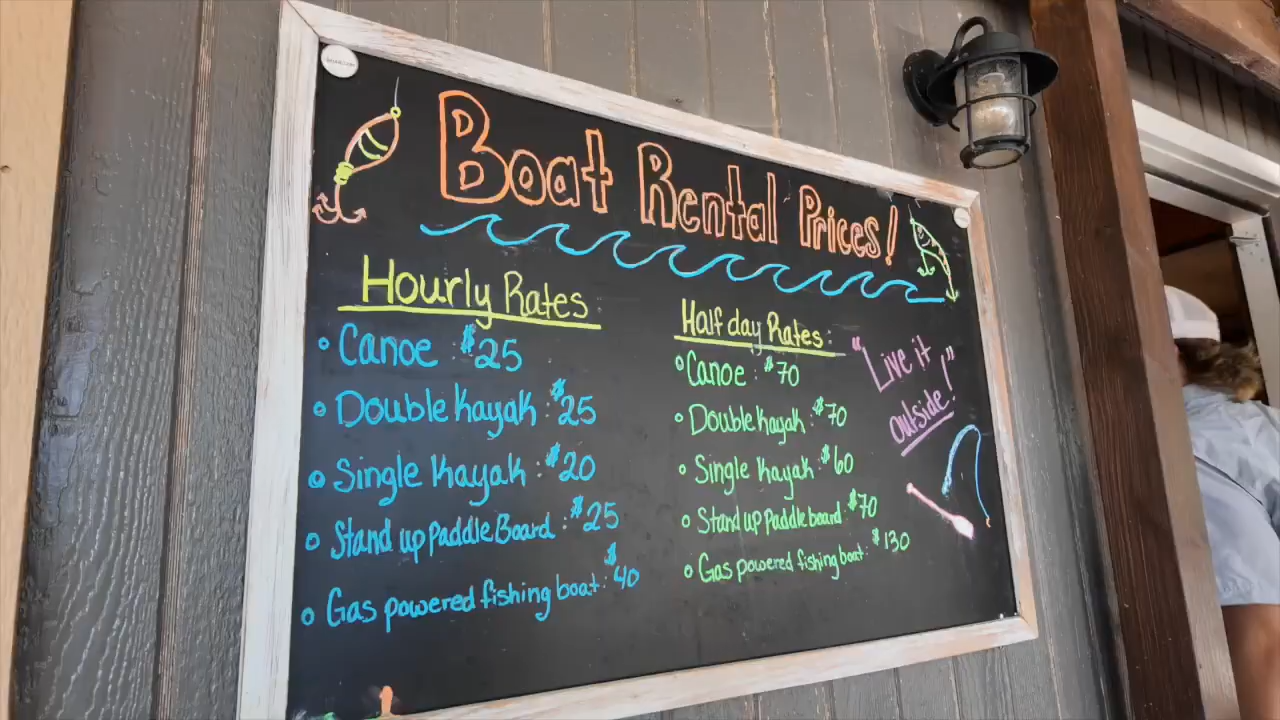 Boat Rental Prices!
Hourly Rates
Canoe $25
Double kayak : $25
Single kayak : $20
Stand up Paddle Board : $25
Gas powered fishing boat : $40
Half day Rates:
Canoe : $70
Double kayak : $70
Single kayak : $60
Stand up Paddle board : $70
Gas powered fishing boat : $130
"Live it
outside!"